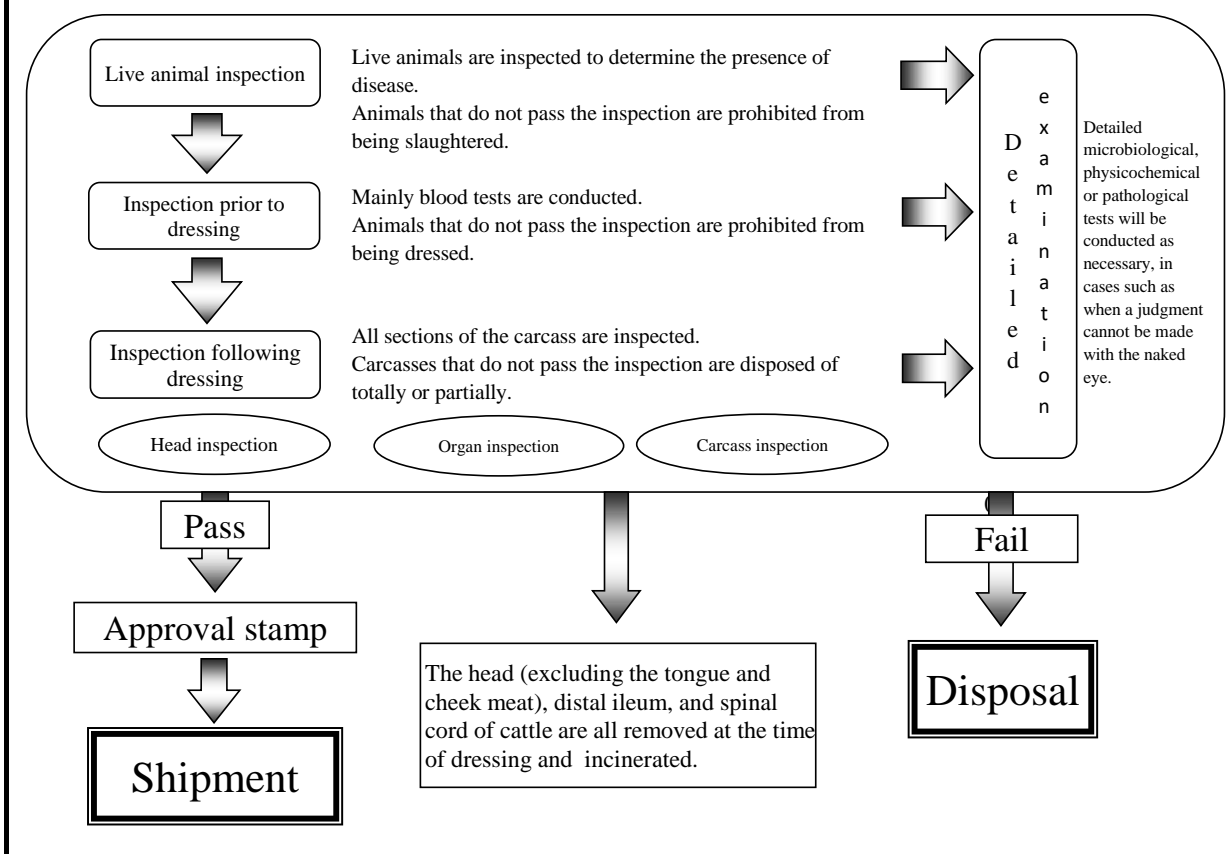 Live animal inspection
Live animals are inspected to determine the presence of
disease.
Animals that do not pass the inspection are prohibited from
being slaughtered.
Inspection prior to
dressing
Mainly blood tests are conducted.
Animals that do not pass the inspection are prohibited from
being dressed.
Inspection following
dressing
All sections of the carcass are inspected.
Carcasses that do not pass the inspection are disposed of
totally or partially.
Head inspection
Organ inspection
Carcass inspection
Detailed
examination
Detailed
microbiological,
physicochemical
or pathological
tests will be
conducted as
necessary, in
cases such as
when a judgment
cannot be made
with the naked
eye.
Pass
Approval stamp
Shipment
The head (excluding the tongue and
cheek meat), distal ileum, and spinal
cord of cattle are all removed at the time
of dressing and incinerated.
Fail
Disposal